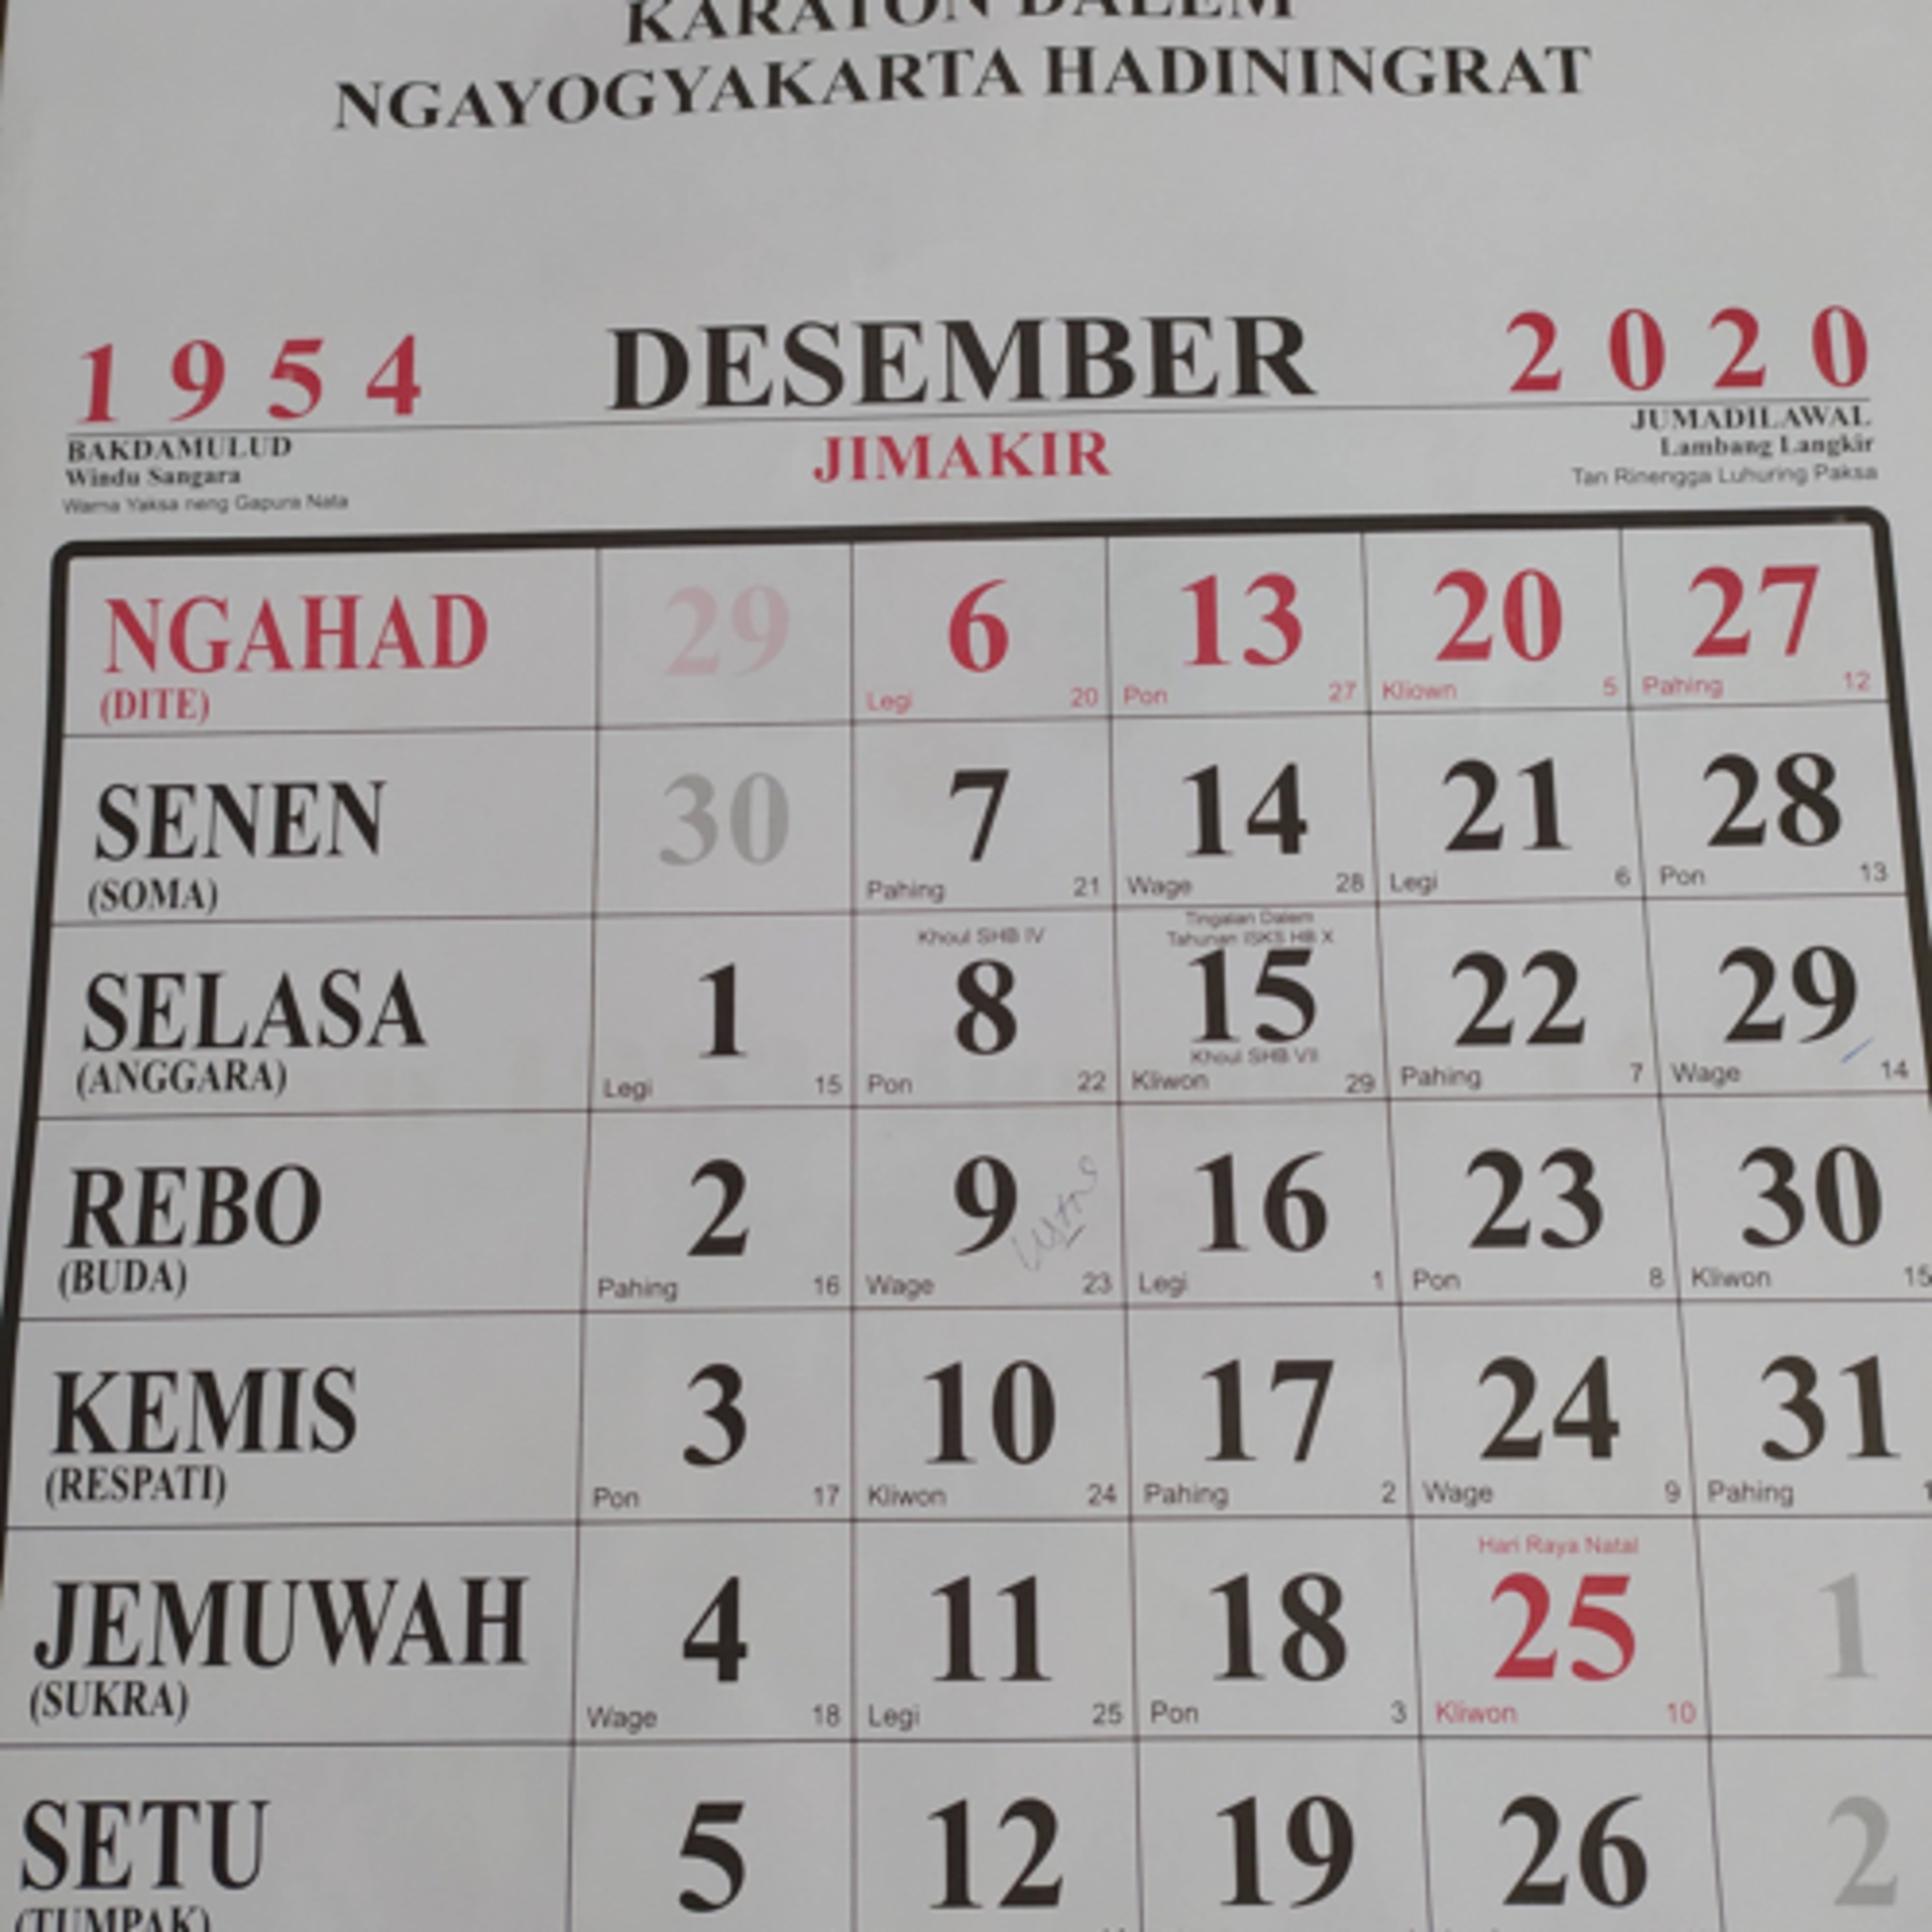 KARATON DALEM
NGAYOGYAKARTA HADININGRAT
1954 DESEMBER 2020
BAKDAMULUD JIMAKIR JUMADILAWAL
Windu Sangara Lambang Langkir
Warna Yaksa neng Gapura Nata Tan Rinengga Luhuring Paksa
NGAHAD 29 6 13 20 27
(DITE) Legi 20 Pon 27 Kliown 5 Pahing 12
SENEN 30 7 14 21 28
(SOMA) Pahing 21 Wage 28 Legi 6 Pon 13
Tingalan Dalem
Khoul SHB IV Tahunan ISKS HB X
SELASA 1 8 15 22 29
Khoul SHB VII
(ANGGARA) Legi 15 Pon 22 Kliwon 29 Pahing 7 Wage 14
REBO 2 9 16 23 30
(BUDA) Pahing 16 Wage 23 Legi 1 Pon 8 Kliwon 15
KEMIS 3 10 17 24 31
(RESPATI) Pon 17 Kliwon 24 Pahing 2 Wage 9 Pahing
Hari Raya Natal
JEMUWAH 4 11 18 25 1
(SUKRA) Wage 18 Legi 25 Pon 3 Kliwon 10
SETU 5 12 19 26 2
(TUMPAK)